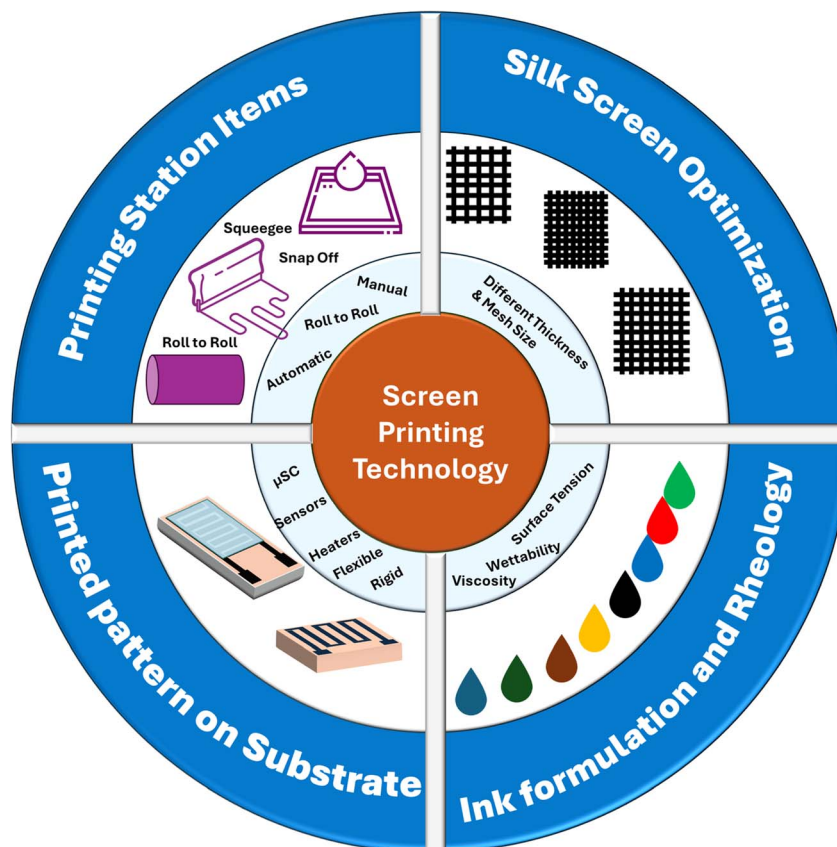 Printing Station Items
Silk Screen Optimization
Squeegee
Snap Off
Roll to Roll
Manual
Roll to Roll
Automatic
Different Thickness
& Mesh Size
Screen
Printing
Technology
µSC
Sensors
Heaters
Flexible
Rigid
Surface Tension
Wettability
Viscosity
Printed pattern on Substrate
Ink formulation and Rheology